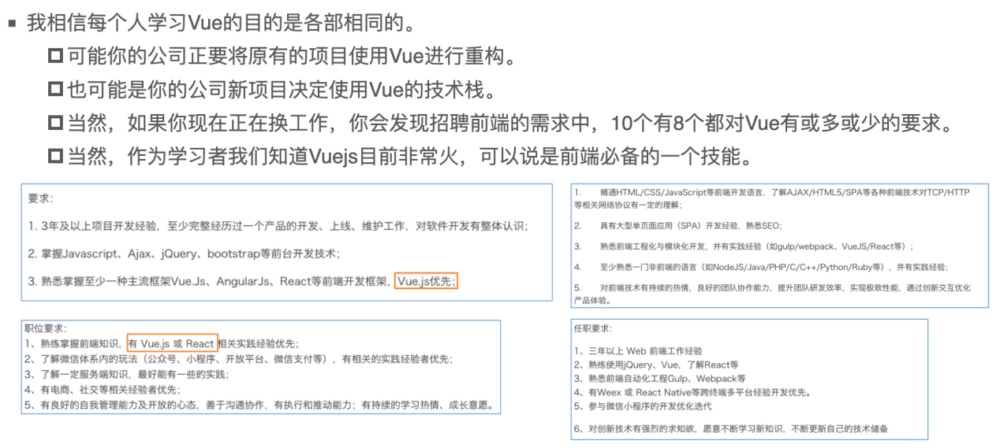 我相信每个人学习Vue的目的是各部相同的。
可能你的公司正要将原有的项目使用Vue进行重构。
也可能是你的公司新项目决定使用Vue的技术栈。
当然，如果你现在正在换工作，你会发现招聘前端的需求中，10个有8个都对Vue有或多或少的要求。
当然，作为学习者我们知道Vuejs目前非常火，可以说是前端必备的一个技能。
要求：
1. 3年及以上项目开发经验，至少完整经历过一个产品的开发、上线、维护工作，对软件开发有整体认识；
2. 掌握Javascript、Ajax、jQuery、bootstrap等前台开发技术；
3. 熟悉掌握至少一种主流框架Vue.Js、AngularJs、React等前端开发框架，Vue.js优先；
1. 精通HTML/CSS/JavaScript等前端开发语言，了解AJAX/HTML5/SPA等各种前端技术对TCP/HTTP
等相关网络协议有一定的理解；
2. 具有大型单页面应用（SPA）开发经验，熟悉SEO；
3. 熟悉前端工程化与模块化开发，并有实践经验（如gulp/webpack、VueJS/React等）；
4. 至少熟悉一门非前端的语言（如NodeJS/Java/PHP/C/C++/Python/Ruby等），并有实践经验；
5. 对前端技术有持续的热情，良好的团队协作能力，提升团队研发效率，实现极致性能，通过创新交互优化
产品体验。
职位要求：
1、熟练掌握前端知识，有 Vue.js 或 React 相关实践经验优先；
2、了解微信体系内的玩法（公众号、小程序、开放平台、微信支付等），有相关的实践经验者优先；
3、了解一定服务端知识，最好能有一些的实践；
4、有电商、社交等相关经验者优先；
5、有良好的自我管理能力及开放的心态，善于沟通协作，有执行和推动能力；有持续的学习热情、成长意愿。
任职要求：
1、三年以上 Web 前端工作经验
2、熟练使用jQuery、Vue，了解React等
3、熟悉前端自动化工程Gulp、Webpack等
4、有Weex 或 React Native等跨终端多平台经验开发优先。
5、参与微信小程序的开发优化迭代
6、对创新技术有强烈的求知欲，愿意不断学习新知识，不断更新自己的技术储备